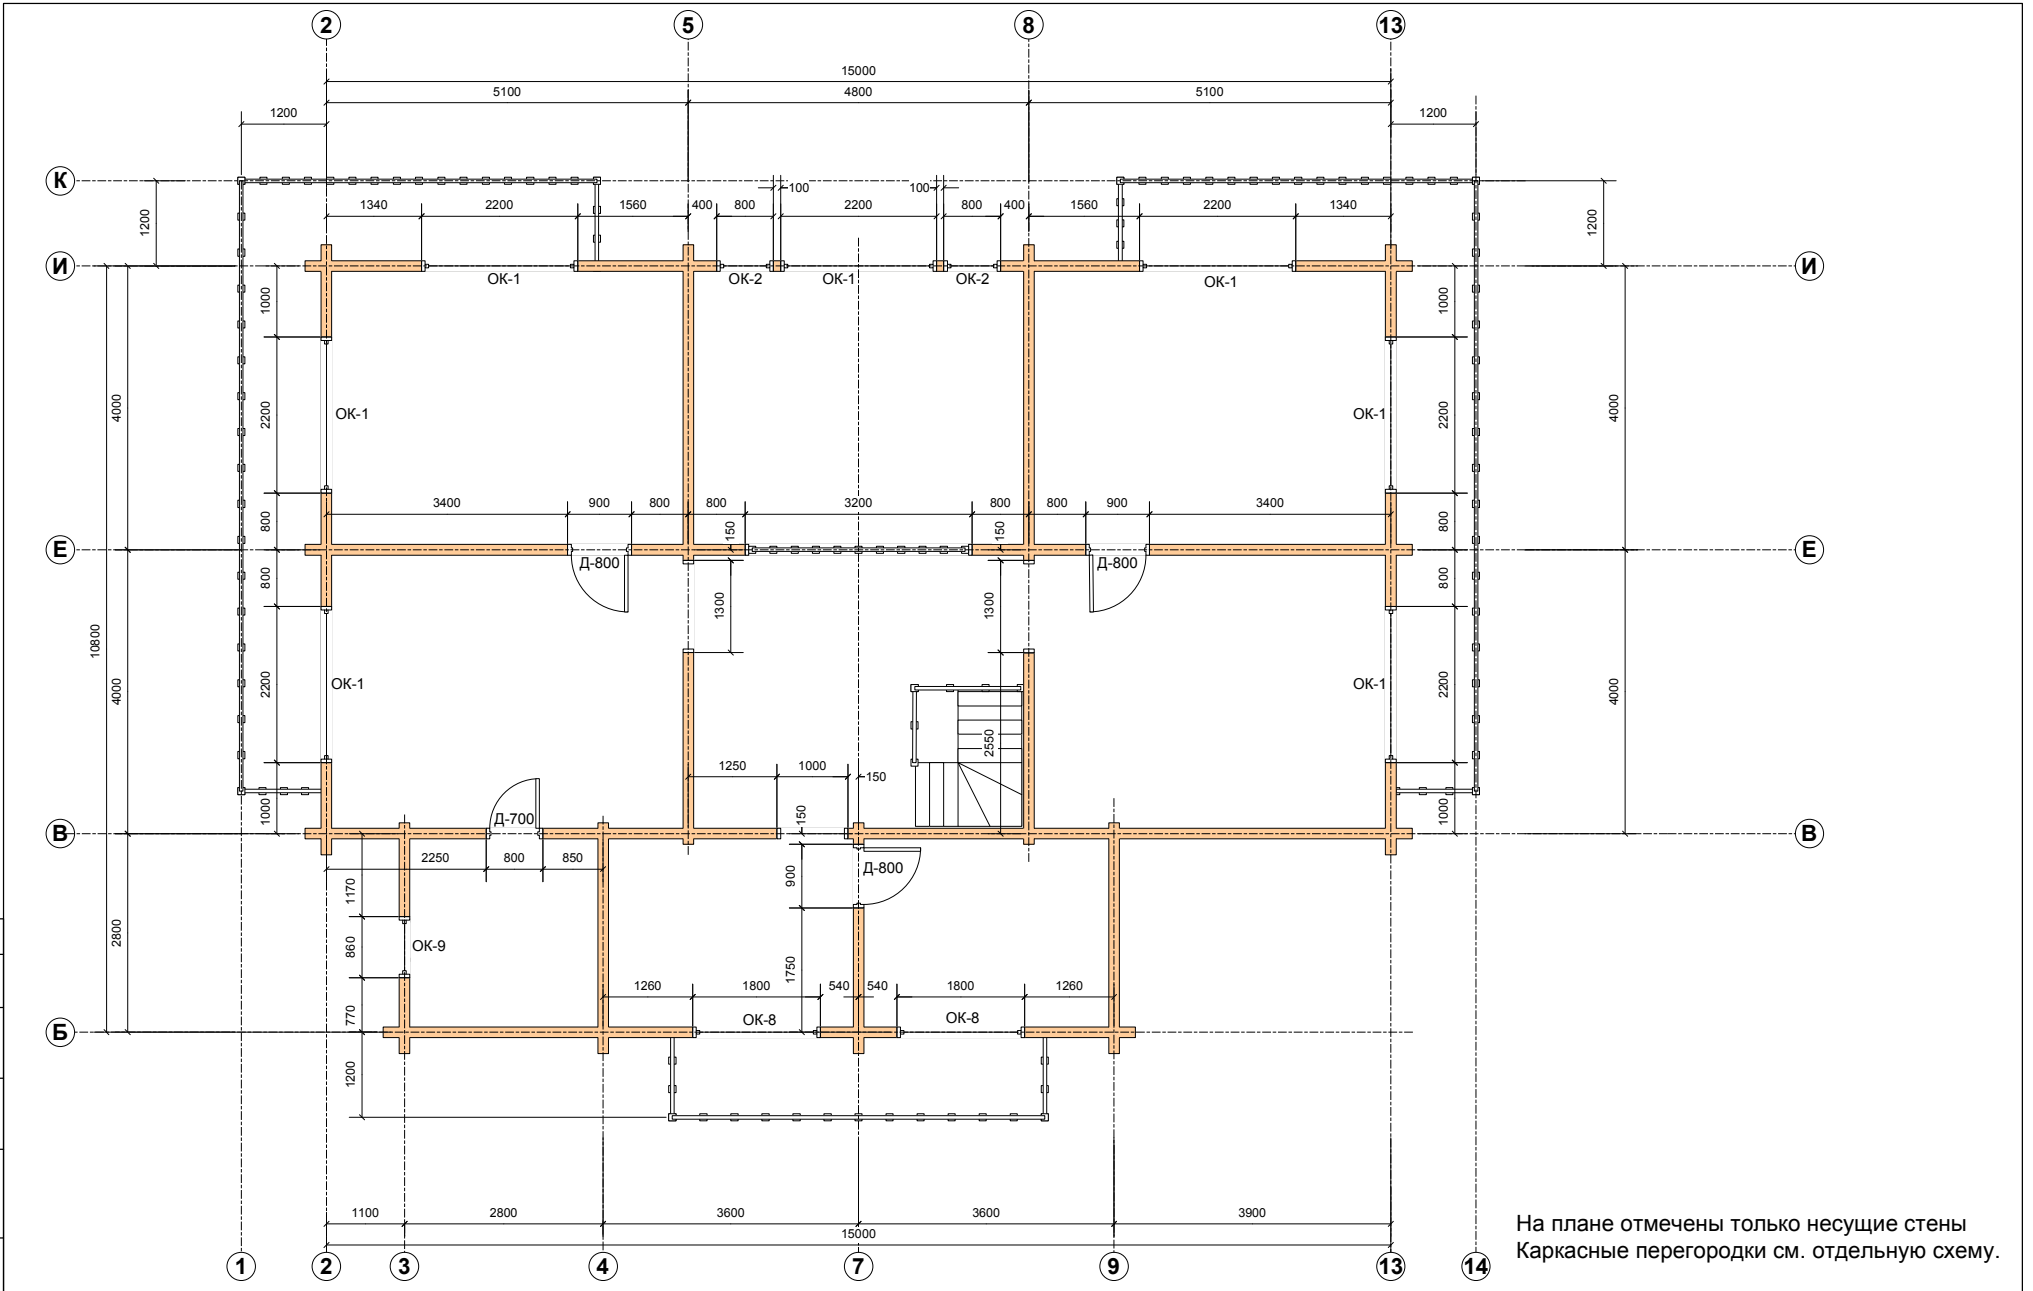 2 5 8 13
15000
5100 4800 5100
1200 1200
К
100 100
1340 2200 1560 400 800 2200 800 400 1560 2200 1340
1200 1200
И И
ОК-1 ОК-2 ОК-1 ОК-2 ОК-1
1000 1000
4000 2200 ОК-1 ОК-1 2200 4000
3400 900 800 800 3200 800 800 900 3400
800 150 150 800
Е Е
Д-800 Д-800
800 800
1300 1300
10800
4000 2200 ОК-1 ОК-1 2200 4000
2550
1250 1000 150
1000 Д-700 150 1000
В В
2250 800 850
1170 900 Д-800
2800 860 ОК-9
1750
1260 1800 540 540 1800 1260
770 ОК-8 ОК-8
Б
1200
1100 2800 3600 3600 3900
15000
На плане отмечены только несущие стены
Каркасные перегородки см. отдельную схему.
1 2 3 4 7 9 13 14